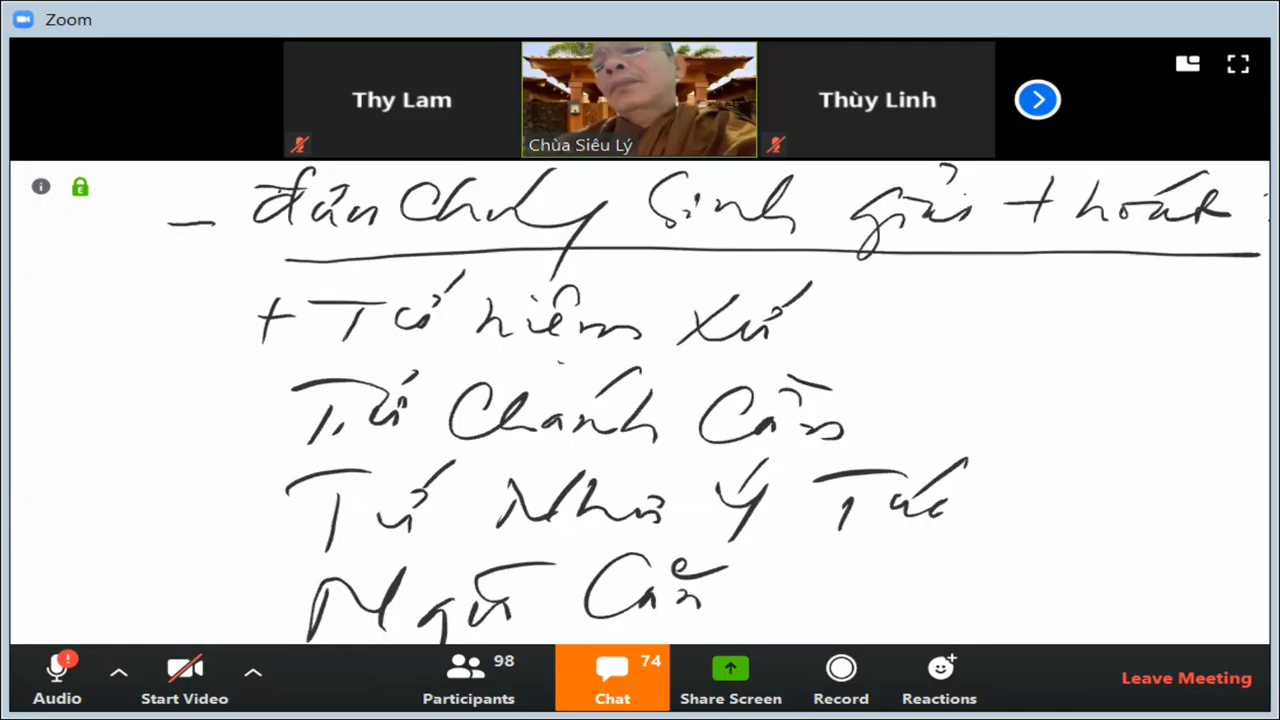 Zoom
Thy Lam
Chùa Siêu Lý
Thùy Linh
E
- đưa chúng sinh giải thoát
+ Tứ niệm xứ
Tứ Chánh Cần
Tứ Như Ý Túc
Ngũ Căn
98
74
Audio
Start Video
Participants
Chat
Share Screen
Record
Reactions
Leave Meeting